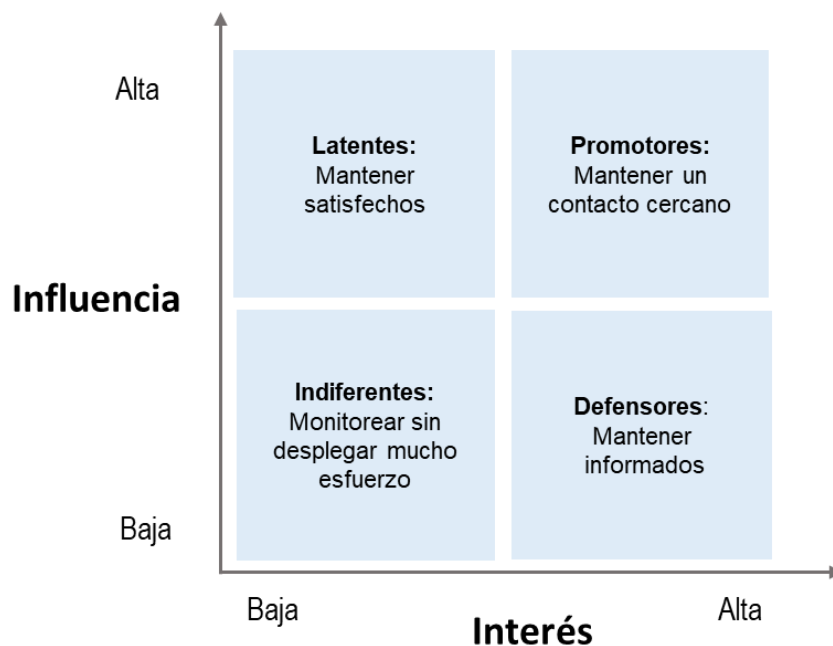 Alta
Latentes:
Mantener
satisfechos
Promotores:
Mantener un
contacto cercano
Influencia
Indiferentes:
Monitorear sin
desplegar mucho
esfuerzo
Defensores:
Mantener
informados
Baja
Baja
Alta
Interés